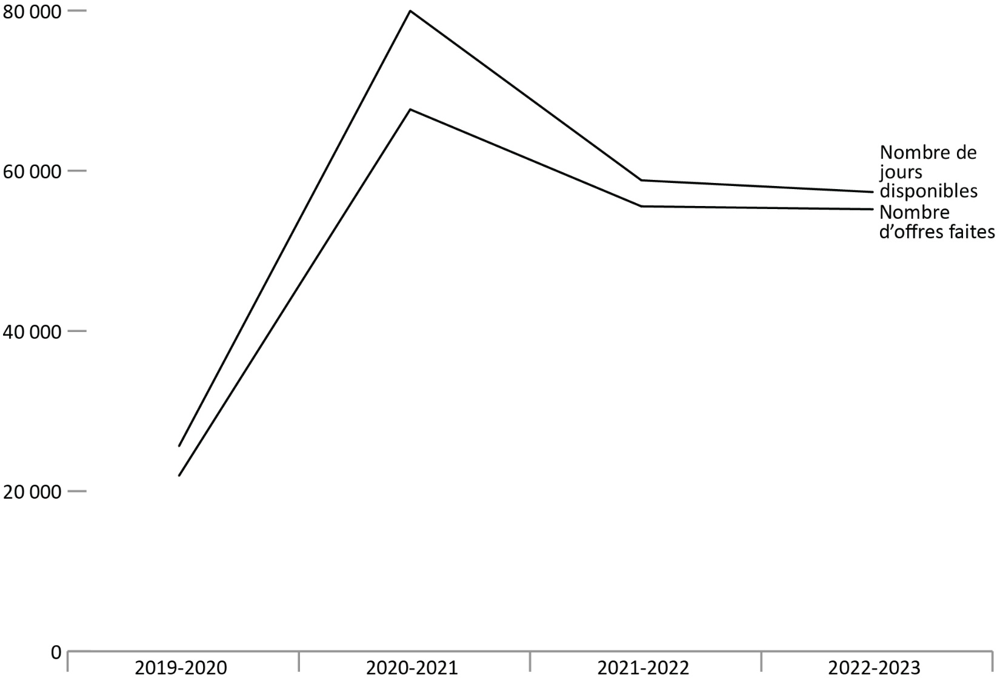 80 000
60 000
40 000
20 000
0
Nombre de
jours
disponibles
Nombre
d’offres faites
2019-2020
2020-2021
2021-2022
2022-2023